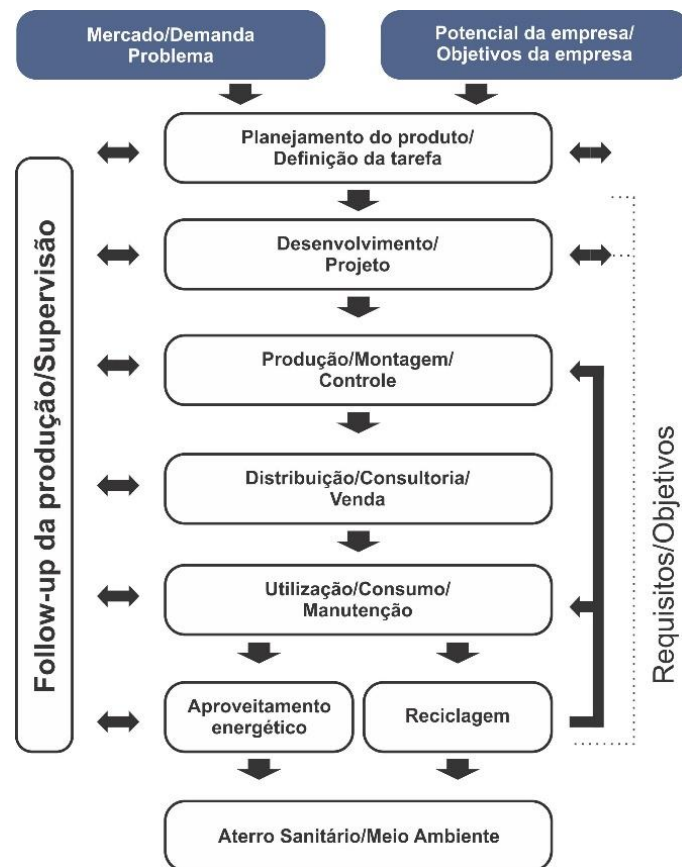 Mercado/Demanda
Problema
Potencial da empresa/
Objetivos da empresa
Planejamento do produto/
Definição da tarefa
Desenvolvimento/
Projeto
Produção/Montagem/
Controle
Distribuição/Consultoria/
Venda
Utilização/Consumo/
Manutenção
Aproveitamento
energético
Reciclagem
Aterro Sanitário/Meio Ambiente
Follow-up da produção/Supervisão
Requisitos/Objetivos